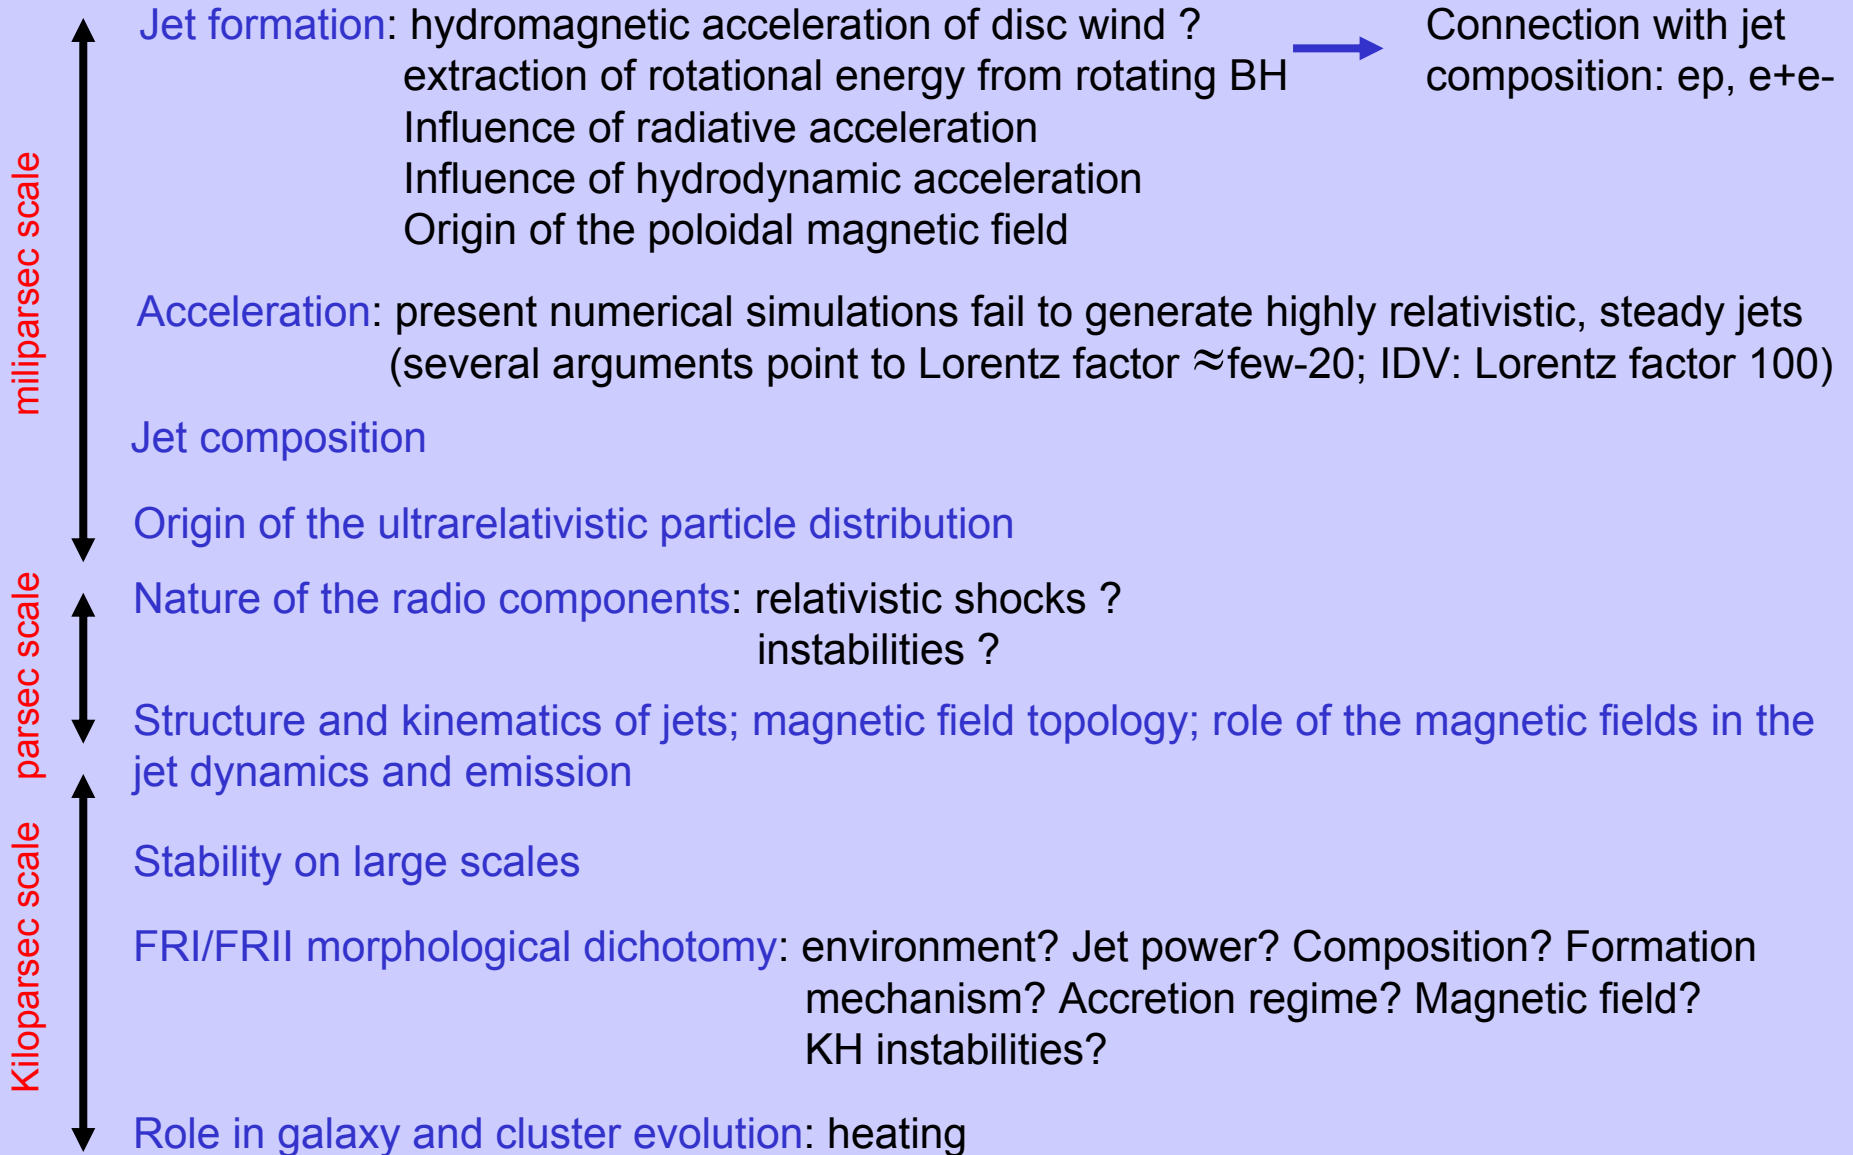 Jet formation: hydromagnetic acceleration of disc wind ?
extraction of rotational energy from rotating BH
Influence of radiative acceleration
Influence of hydrodynamic acceleration
Origin of the poloidal magnetic field
Connection with jet
composition: ep, e+e-
Acceleration: present numerical simulations fail to generate highly relativistic, steady jets
(several arguments point to Lorentz factor ≈few-20; IDV: Lorentz factor 100)
Jet composition
Origin of the ultrarelativistic particle distribution
miliparsec scale
Nature of the radio components: relativistic shocks ?
instabilities ?
Structure and kinematics of jets; magnetic field topology; role of the magnetic fields in the
jet dynamics and emission
parsec scale
Stability on large scales
FRI/FRII morphological dichotomy: environment? Jet power? Composition? Formation
mechanism? Accretion regime? Magnetic field?
KH instabilities?
Role in galaxy and cluster evolution: heating
Kiloparsec scale